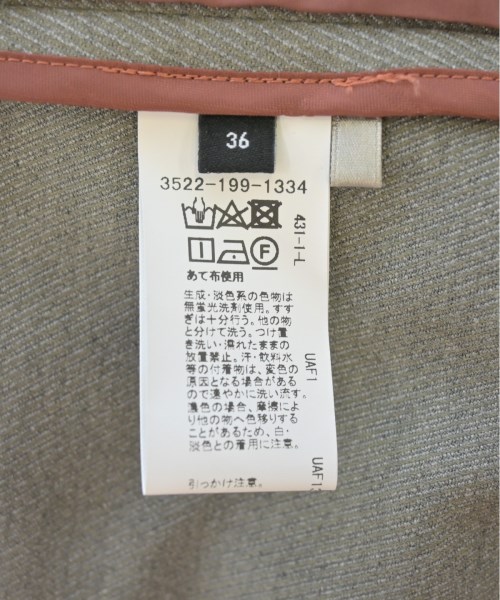 36
3522-199-1334
431-1-L
F
あて布使用
生成・淡色系の色物は
無蛍光洗剤使用。すす
ぎは十分行う。他の物
と分けて洗う。つけ置
き洗い・濡れたままの
放置禁止。汗・飲料水
等の付着物は、変色の
原因となる場合がある
ので速やかに洗い流す。
濃色の場合、摩擦によ
り他の物へ色移りする
ことがあるため、白・
淡色との着用に注意。
引っかけ注意。
UAF1